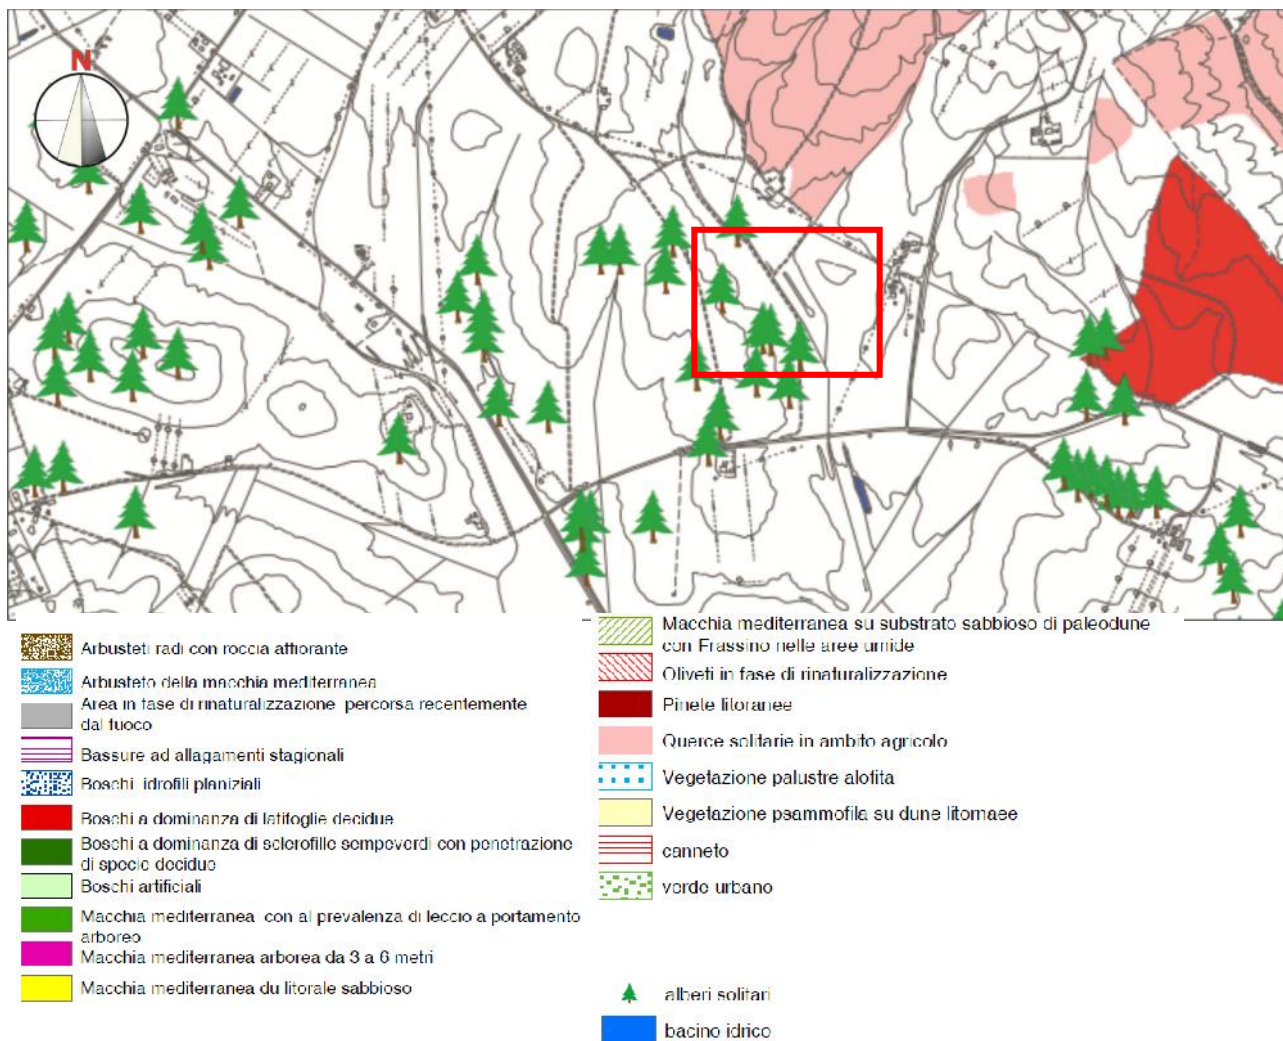 N
Arbusteti radi con roccia affiorante
Arbusteto della macchia mediterranea
Area in fase di rinaturalizzazione percorsa recentemente
dal fuoco
Bassure ad allagamenti stagionali
Boschi idrofili planiziali
Boschi a dominanza di latifoglie decidue
Boschi a dominanza di sclerofille sempeverdi con penetrazione
di specie decidue
Boschi artificiali
Macchia mediterranea con al prevalenza di leccio a portamento
arboreo
Macchia mediterranea arborea da 3 a 6 metri
Macchia mediterranea du litorale sabbioso
Macchia mediterranea su substrato sabbioso di paleodune
con Frassino nelle aree umide
Oliveti in fase di rinaturalizzazione
Pinete litoranee
Querce solitarie in ambito agricolo
Vegetazione palustre alofita
Vegetazione psammofila su dune litornaee
canneto
verde urbano
alberi solitari
bacino idrico